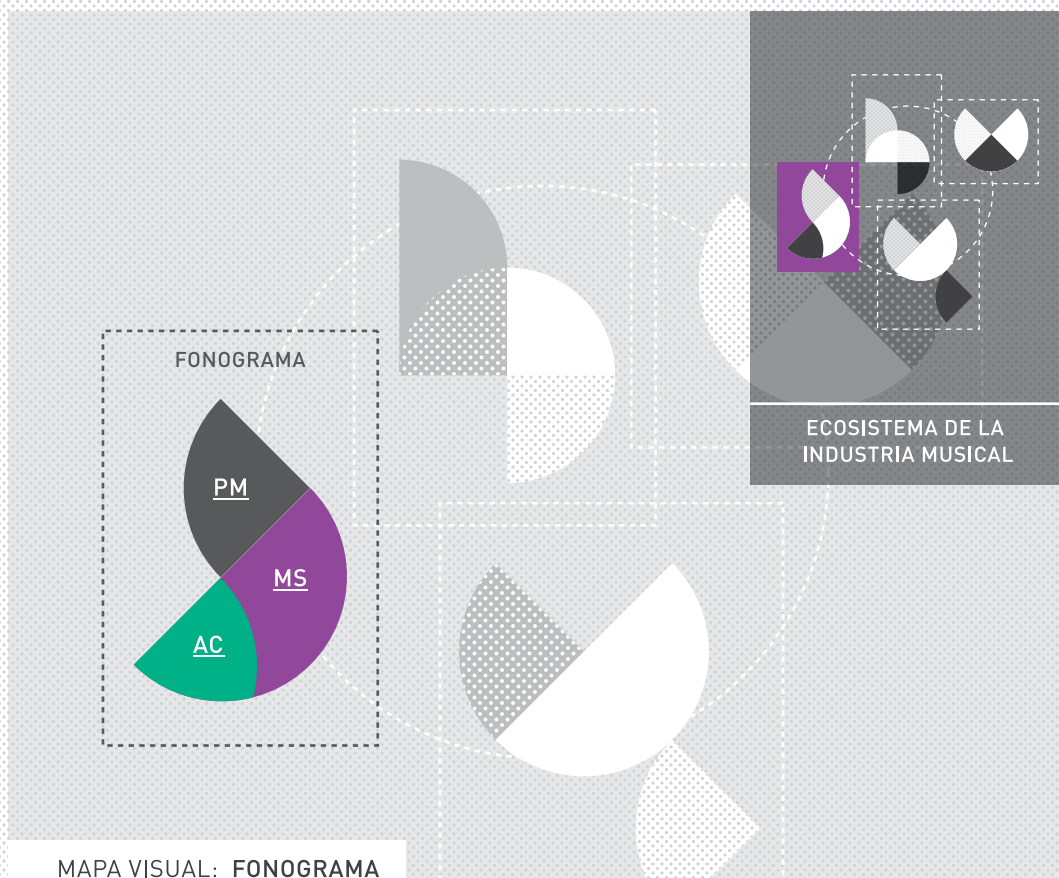 ECOSISTEMA DE LA
INDUSTRIA MUSICAL
FONOGRAMA
PM
MS
AC
MAPA VISUAL: FONOGRAMA